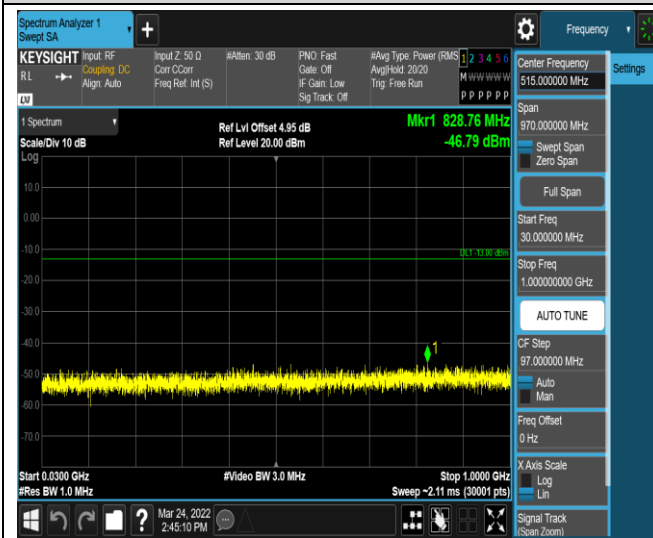 Spectrum Analyzer 1
Swept SA
+
Frequency
KEYSIGHT
RL
LXI
Input: RF
Coupling: DC
Align: Auto
Input Z: 50 Ω
Corr CCorr
Freq Ref: Int (S)
#Atten: 30 dB
PNO: Fast
Gate: Off
IF Gain: Low
Sig Track: Off
#Avg Type: Power (RMS
Avg|Hold: 20/20
Trig: Free Run
1 2 3 4 5 6
M W W W W W
P P P P P P
Center Frequency
515.000000 MHz
Settings
Span
970.000000 MHz
Swept Span
Zero Span
Full Span
Start Freq
30.000000 MHz
Stop Freq
1.000000000 GHz
AUTO TUNE
CF Step
97.000000 MHz
Auto
Man
Freq Offset
0 Hz
X Axis Scale
Log
Lin
Signal Track
(Span Zoom)
1 Spectrum
Scale/Div 10 dB
Log
Ref Lvl Offset 4.95 dB
Ref Level 20.00 dBm
Mkr1 828.76 MHz
-46.79 dBm
10.0
0.00
-10.0
DL1 -13.00 dBm
-20.0
-30.0
-40.0
1
-50.0
-60.0
-70.0
Start 0.0300 GHz
#Video BW 3.0 MHz
Stop 1.0000 GHz
#Res BW 1.0 MHz
Sweep ~2.11 ms (30001 pts)
?
Mar 24, 2022
2:45:10 PM